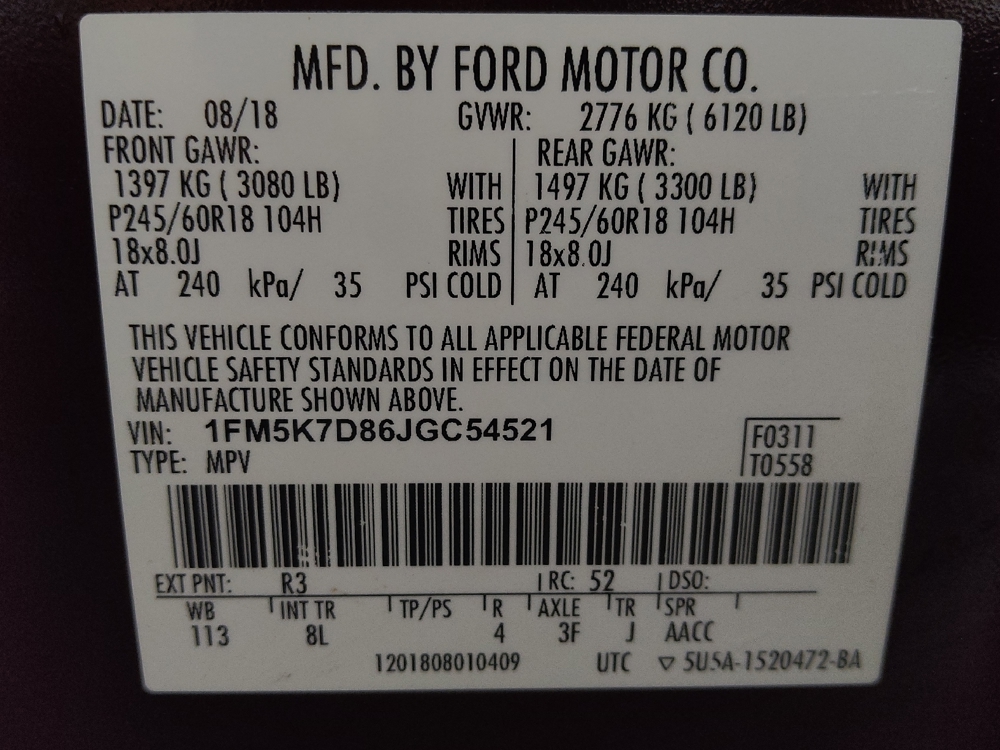 MFD. BY FORD MOTOR CO.
DATE: 08/18 GVWR: 2776 KG ( 6120 LB)
FRONT GAWR: REAR GAWR:
1397 KG ( 3080 LB) WITH 1497 KG ( 3300 LB) WITH
P245/60R18 104H TIRES P245/60R18 104H TIRES
18x8.0J RIMS 18x8.0J RIMS
AT 240 kPa/ 35 PSI COLD AT 240 kPa/ 35 PSI COLD
THIS VEHICLE CONFORMS TO ALL APPLICABLE FEDERAL MOTOR
VEHICLE SAFETY STANDARDS IN EFFECT ON THE DATE OF
MANUFACTURE SHOWN ABOVE.
VIN: 1FM5K7D86JGC54521 F0311
TYPE: MPV T0558
EXT PNT: R3 RC: 52 DSO:
WB INT TR TP/PS R AXLE TR SPR
113 8L 4 3F J AACC
1201808010409 UTC ▽ 5U5A-1520472-BA